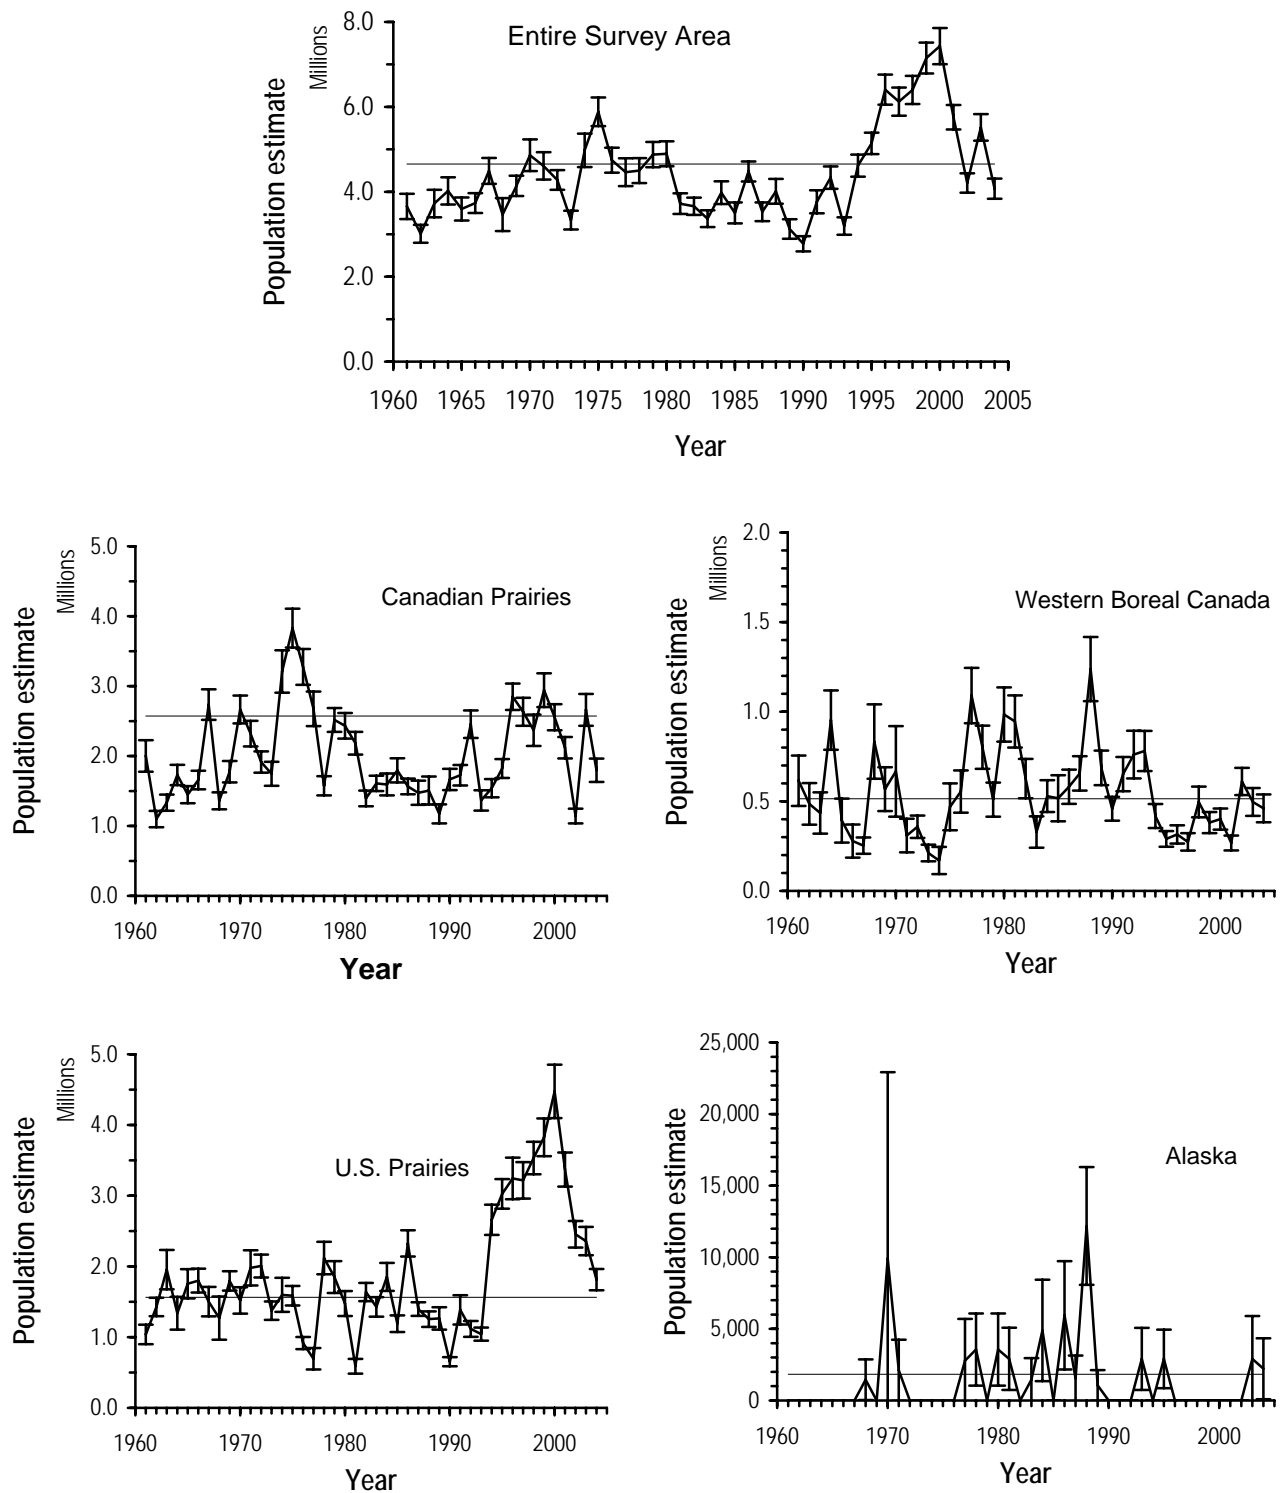 Entire Survey Area
Millions
Population estimate
8.0
6.0
4.0
2.0
0.0
1960 1965 1970 1975 1980 1985 1990 1995 2000 2005
Year
Canadian Prairies
Millions
Population estimate
5.0
4.0
3.0
2.0
1.0
0.0
1960 1970 1980 1990 2000
Year
Western Boreal Canada
Millions
Population estimate
2.0
1.5
1.0
0.5
0.0
1960 1970 1980 1990 2000
Year
U.S. Prairies
Millions
Population estimate
5.0
4.0
3.0
2.0
1.0
0.0
1960 1970 1980 1990 2000
Year
Alaska
Population estimate
25,000
20,000
15,000
10,000
5,000
0
1960 1970 1980 1990 2000
Year